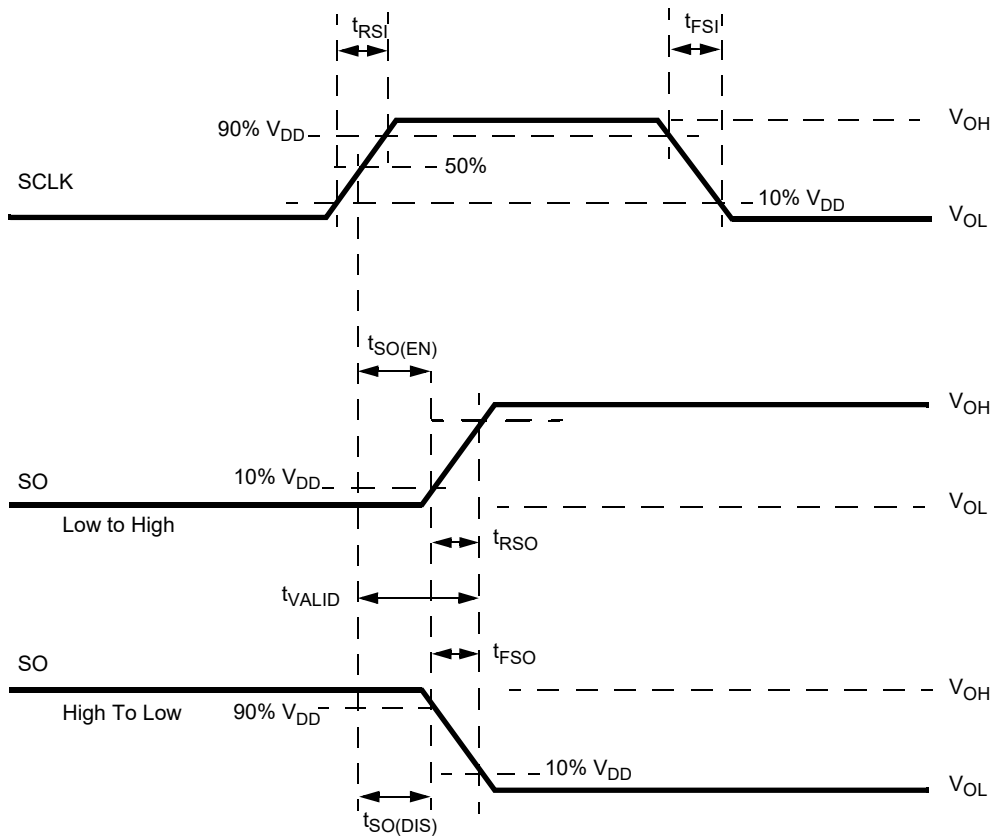 tRSI
tFSI
90% VDD
VOH
50%
SCLK
10% VDD
VOL
tSO(EN)
VOH
SO
10% VDD
VOL
Low to High
tRSO
tVALID
tFSO
SO
VOH
High To Low
90% VDD
10% VDD
VOL
tSO(DIS)